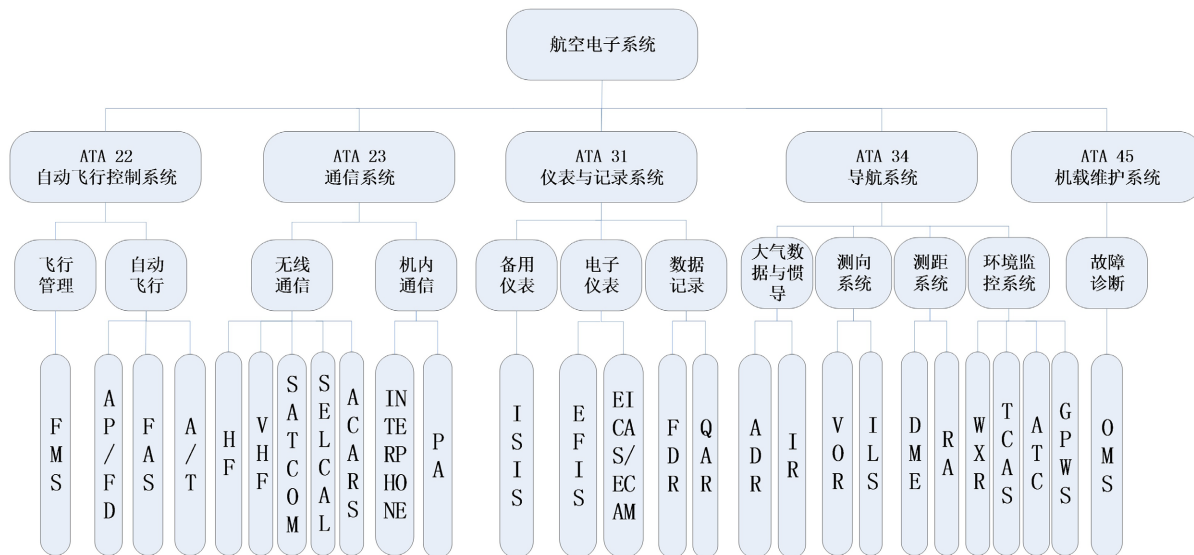 航空电子系统
ATA 22
自动飞行控制系统
ATA 23
通信系统
ATA 31
仪表与记录系统
ATA 34
导航系统
ATA 45
机载维护系统
飞行
管理
自动
飞行
无线
通信
机内
通信
备用
仪表
电子
仪表
数据
记录
大气数
据与惯
导
测向
系统
测距
系统
环境监
控系统
故障
诊断
FMS
AP/FD
FAS
A/T
HF
VHF
SATCOM
SELCAL
ACARS
INTERPHONE
PA
ISIS
EFIS
EICAS/ECAM
FDR
QAR
ADR
IR
VOR
ILS
DME
RA
WXR
TCAS
ATC
GPWS
OMS